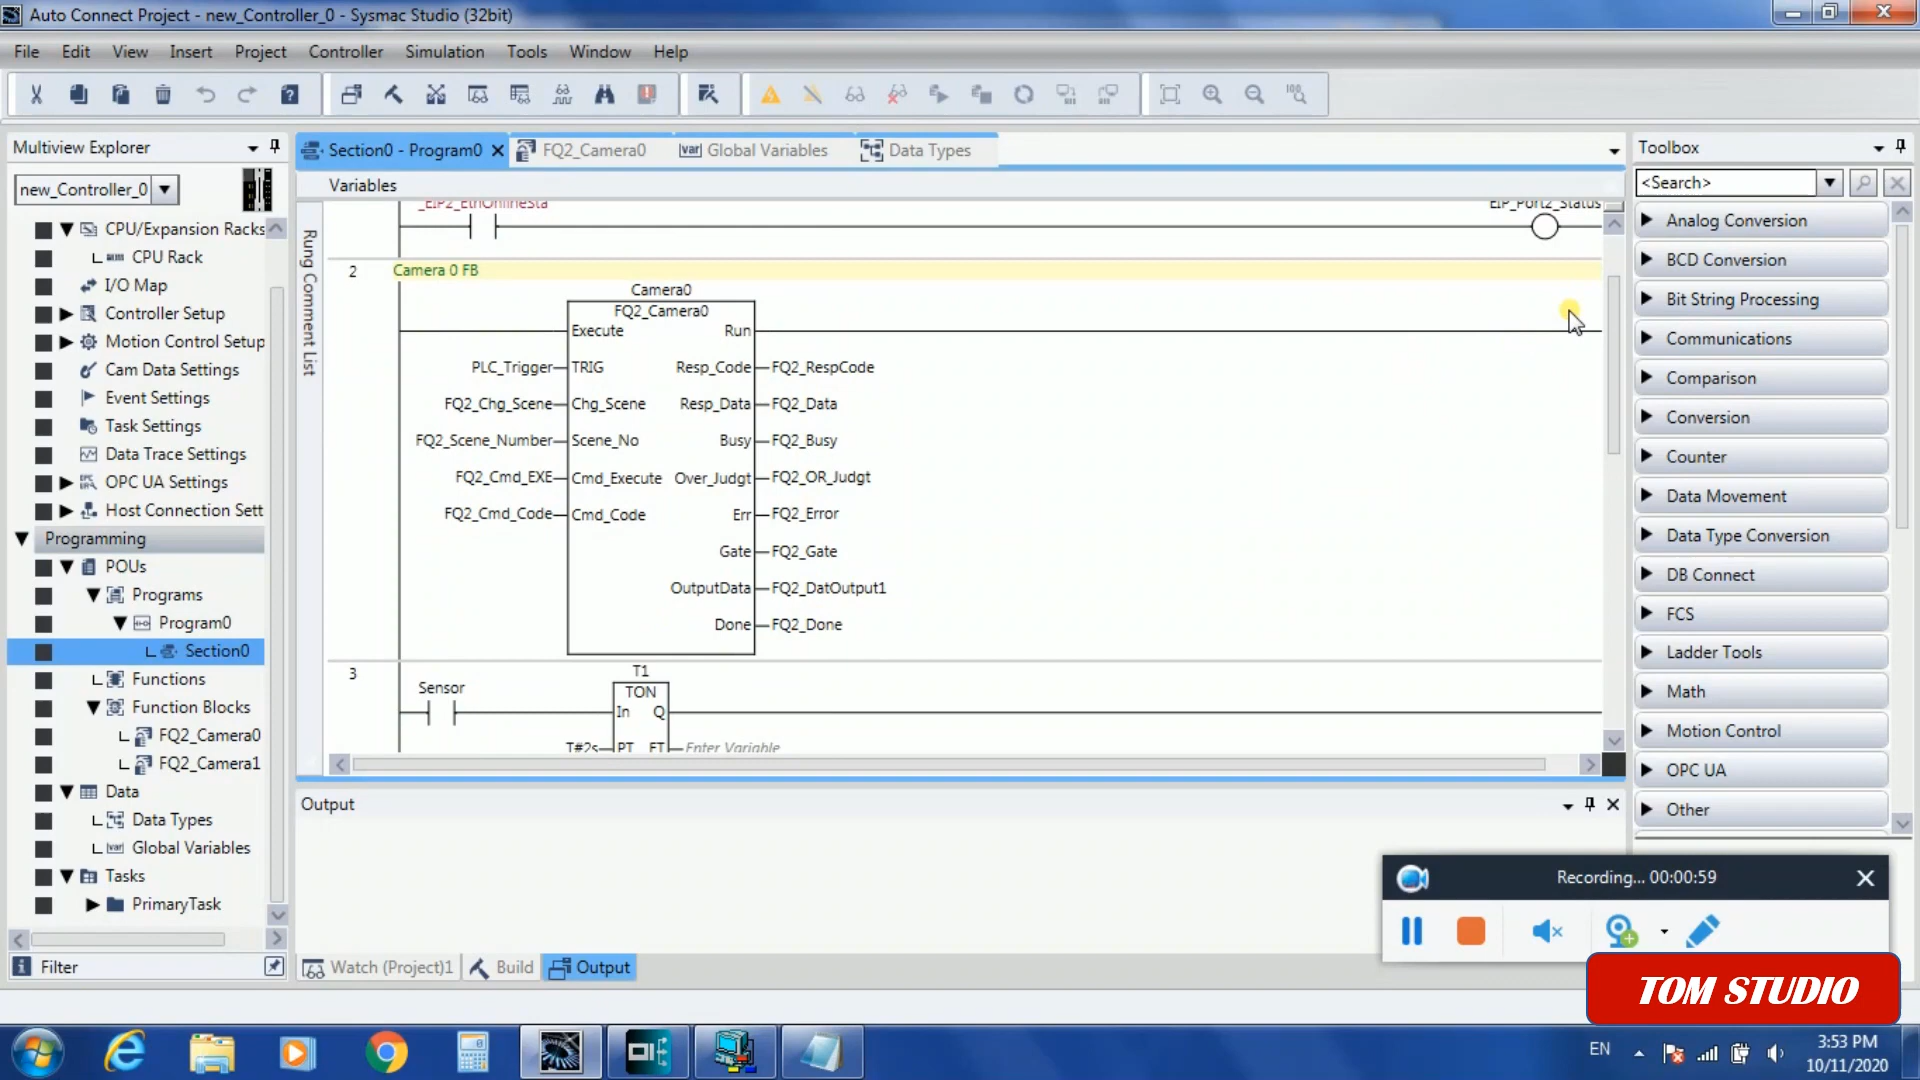 Auto Connect Project - new_Controller_0 - Sysmac Studio (32bit)
File Edit View Insert Project Controller Simulation Tools Window Help
Multiview Explorer
new_Controller_0
CPU/Expansion Racks
CPU Rack
I/O Map
Controller Setup
Motion Control Setup
Cam Data Settings
Event Settings
Task Settings
Data Trace Settings
OPC UA Settings
Host Connection Sett
Programming
POUs
Programs
Program0
Section0
Functions
Function Blocks
FQ2_Camera0
FQ2_Camera1
Data
Data Types
Global Variables
Tasks
PrimaryTask
Filter
Section0 - Program0
FQ2_Camera0
var Global Variables
Data Types
Variables
Rung Comment List
_EIP2_EtnOnlineSta
EIP_Port2_Status
2
Camera 0 FB
Camera0
FQ2_Camera0
Execute Run
PLC_Trigger TRIG Resp_Code FQ2_RespCode
FQ2_Chg_Scene Chg_Scene Resp_Data FQ2_Data
FQ2_Scene_Number Scene_No Busy FQ2_Busy
FQ2_Cmd_EXE Cmd_Execute Over_Judgt FQ2_OR_Judgt
FQ2_Cmd_Code Cmd_Code Err FQ2_Error
Gate FQ2_Gate
OutputData FQ2_DatOutput1
Done FQ2_Done
3
T1
Sensor
TON
In Q
T#2s PT ET Enter Variable
Output
Watch (Project)1 Build Output
Toolbox
<Search>
Analog Conversion
BCD Conversion
Bit String Processing
Communications
Comparison
Conversion
Counter
Data Movement
Data Type Conversion
DB Connect
FCS
Ladder Tools
Math
Motion Control
OPC UA
Other
Recording... 00:00:59
TOM STUDIO
EN
3:53 PM
10/11/2020